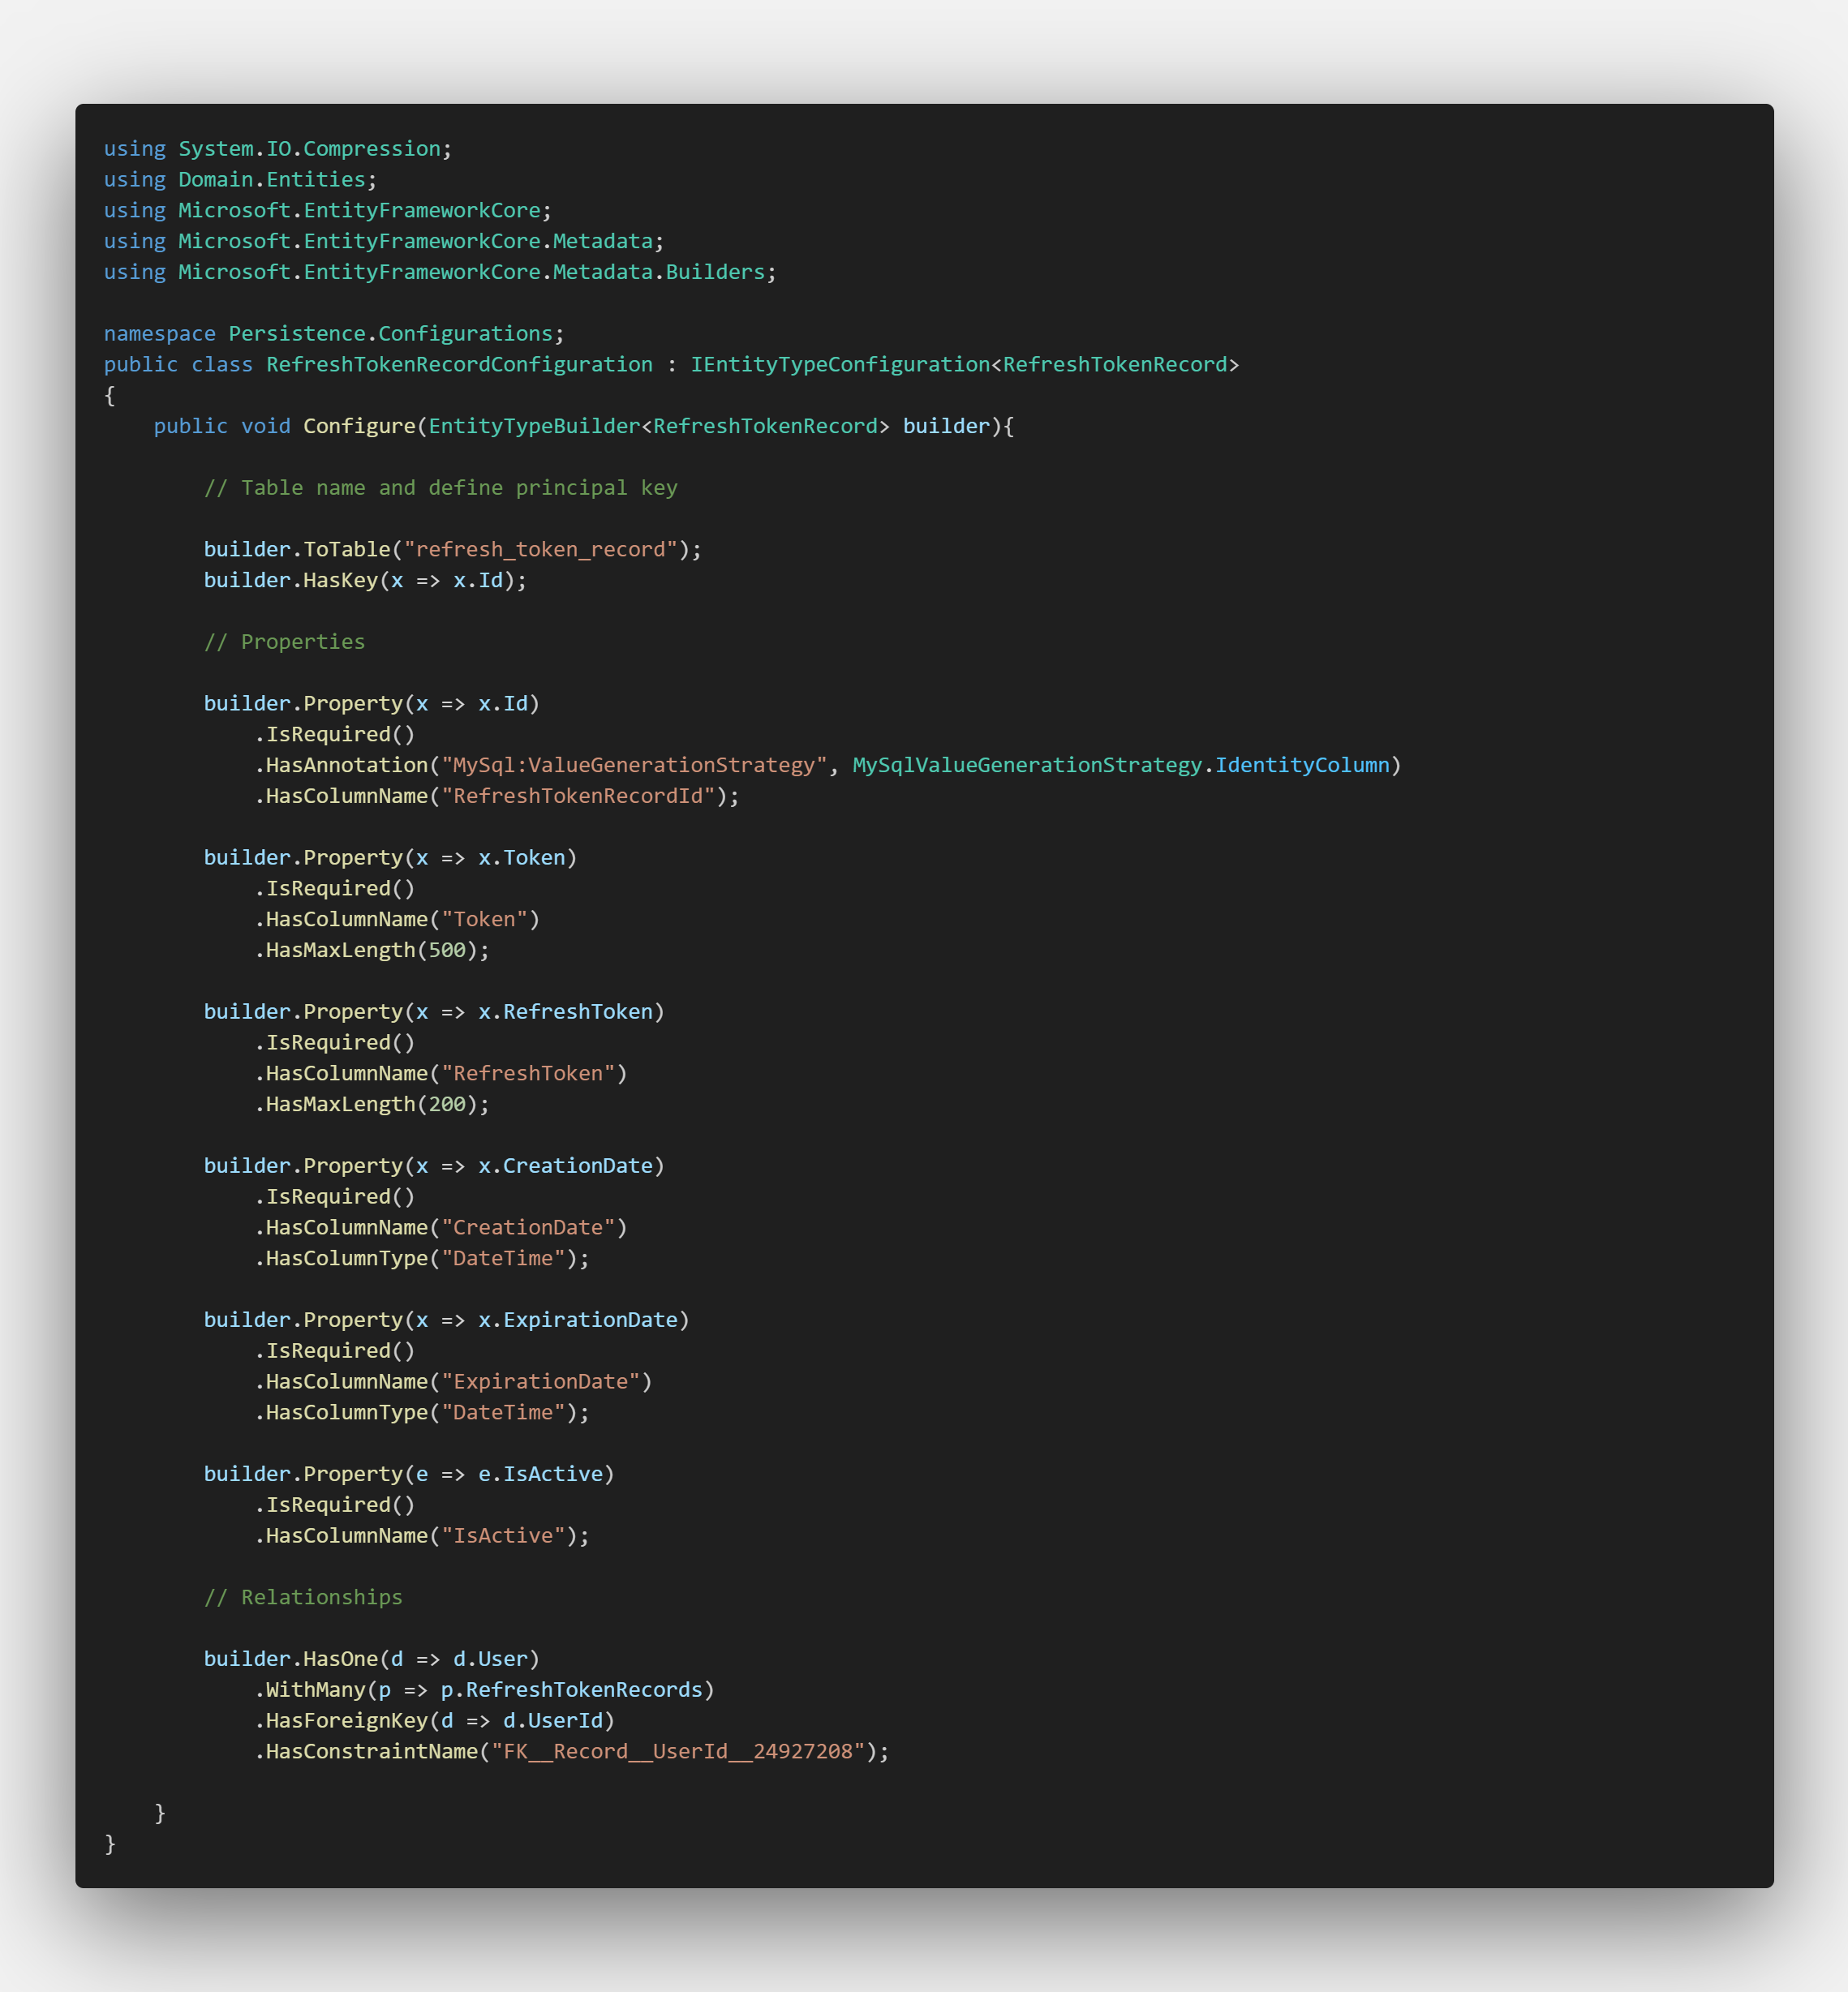 using System.IO.Compression;
using Domain.Entities;
using Microsoft.EntityFrameworkCore;
using Microsoft.EntityFrameworkCore.Metadata;
using Microsoft.EntityFrameworkCore.Metadata.Builders;

namespace Persistence.Configurations;
public class RefreshTokenRecordConfiguration : IEntityTypeConfiguration<RefreshTokenRecord>
{
    public void Configure(EntityTypeBuilder<RefreshTokenRecord> builder){

        // Table name and define principal key

        builder.ToTable("refresh_token_record");
        builder.HasKey(x => x.Id);

        // Properties

        builder.Property(x => x.Id)
            .IsRequired()
            .HasAnnotation("MySql:ValueGenerationStrategy", MySqlValueGenerationStrategy.IdentityColumn)
            .HasColumnName("RefreshTokenRecordId");

        builder.Property(x => x.Token)
            .IsRequired()
            .HasColumnName("Token")
            .HasMaxLength(500);

        builder.Property(x => x.RefreshToken)
            .IsRequired()
            .HasColumnName("RefreshToken")
            .HasMaxLength(200);

        builder.Property(x => x.CreationDate)
            .IsRequired()
            .HasColumnName("CreationDate")
            .HasColumnType("DateTime");

        builder.Property(x => x.ExpirationDate)
            .IsRequired()
            .HasColumnName("ExpirationDate")
            .HasColumnType("DateTime");

        builder.Property(e => e.IsActive)
            .IsRequired()
            .HasColumnName("IsActive");

        // Relationships

        builder.HasOne(d => d.User)
            .WithMany(p => p.RefreshTokenRecords)
            .HasForeignKey(d => d.UserId)
            .HasConstraintName("FK__Record__UserId__24927208");

    }
}